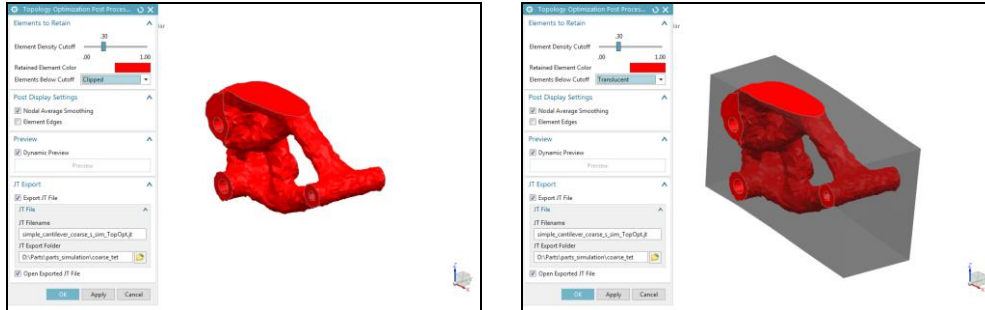 Topology Optimization Post Proces...
Elements to Retain
.30
Element Density Cutoff
.00 1.00
Retained Element Color
Elements Below Cutoff Clipped
Post Display Settings
Nodal Average Smoothing
Element Edges
Preview
Dynamic Preview
Preview
JT Export
Export JT File
JT File
JT Filename
simple_cantilever_coarse_s_sim_TopOpt.jt
JT Export Folder
D:\Parts\parts_simulation\coarse_tet
Open Exported JT File
OK Apply Cancel
Topology Optimization Post Proces...
Elements to Retain
.30
Element Density Cutoff
.00 1.00
Retained Element Color
Elements Below Cutoff Translucent
Post Display Settings
Nodal Average Smoothing
Element Edges
Preview
Dynamic Preview
Preview
JT Export
Export JT File
JT File
JT Filename
simple_cantilever_coarse_s_sim_TopOpt.jt
JT Export Folder
D:\Parts\parts_simulation\coarse_tet
Open Exported JT File
OK Apply Cancel